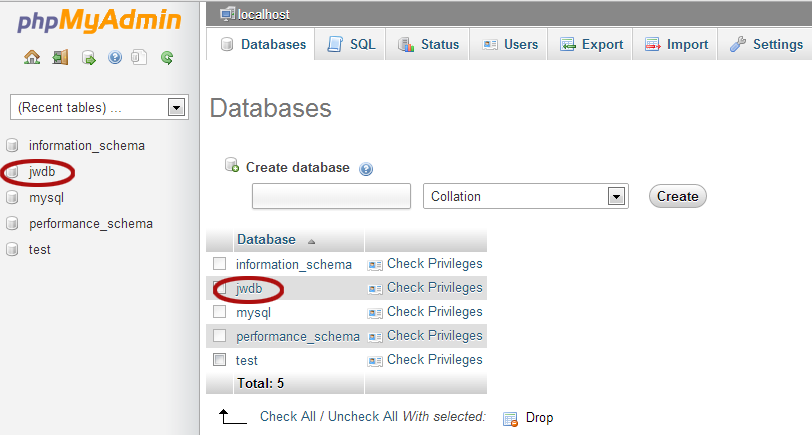 phpMyAdmin
(Recent tables) ...
information_schema
jwdb
mysql
performance_schema
test
localhost
Databases SQL Status Users Export Import Settings
Databases
Create database
Collation Create
Database
information_schema Check Privileges
jwdb Check Privileges
mysql Check Privileges
performance_schema Check Privileges
test Check Privileges
Total: 5
Check All / Uncheck All With selected: Drop